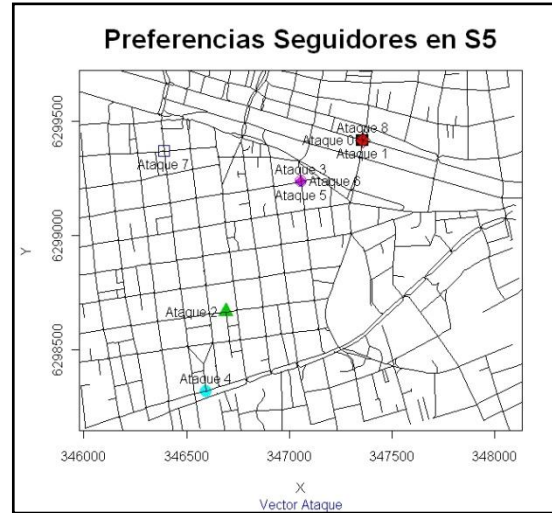 Preferencias Seguidores en S5
6299500
6299000
6298500
Y
Ataque 8
Ataque 0
Ataque 1
Ataque 7
Ataque 3
Ataque 6
Ataque 5
Ataque 2
Ataque 4
346000 346500 347000 347500 348000
X
Vector Ataque